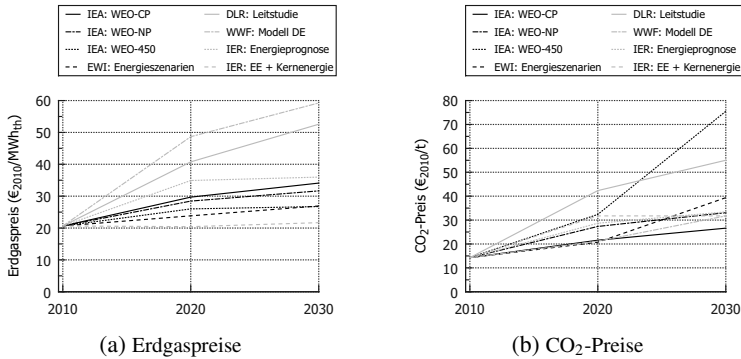 IEA: WEO-CP
IEA: WEO-NP
IEA: WEO-450
EWI: Energieszenarien
DLR: Leitstudie
WWF: Modell DE
IER: Energieprognose
IER: EE + Kernenergie
Erdgaspreis (€2010/MWhth)
60
50
40
30
20
10
0
2010 2020 2030
(a) Erdgaspreise
IEA: WEO-CP
IEA: WEO-NP
IEA: WEO-450
EWI: Energieszenarien
DLR: Leitstudie
WWF: Modell DE
IER: Energieprognose
IER: EE + Kernenergie
CO2-Preis (€2010/t)
80
70
60
50
40
30
20
10
0
2010 2020 2030
(b) CO2-Preise